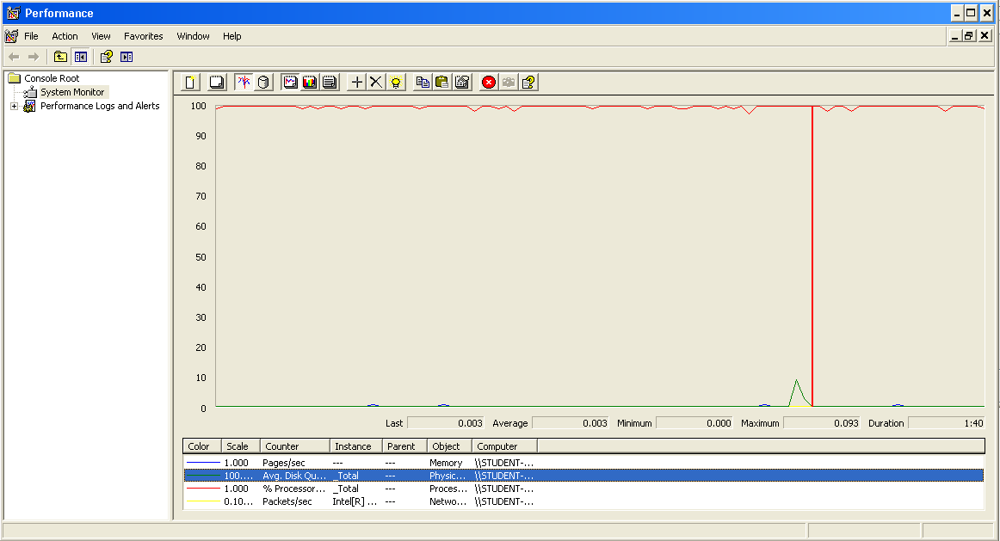 Performance
File Action View Favorites Window Help
Console Root
System Monitor
Performance Logs and Alerts
100
90
80
70
60
50
40
30
20
10
0
Last 0.003 Average 0.003 Minimum 0.000 Maximum 0.093 Duration 1:40
Color Scale Counter Instance Parent Object Computer
1.000 Pages/sec --- --- Memory \\STUDENT-...
100.... Avg. Disk Qu... _Total --- Physic... \\STUDENT-...
1.000 % Processor... _Total --- Proces... \\STUDENT-...
0.10... Packets/sec Intel[R] ... --- Netwo... \\STUDENT-...